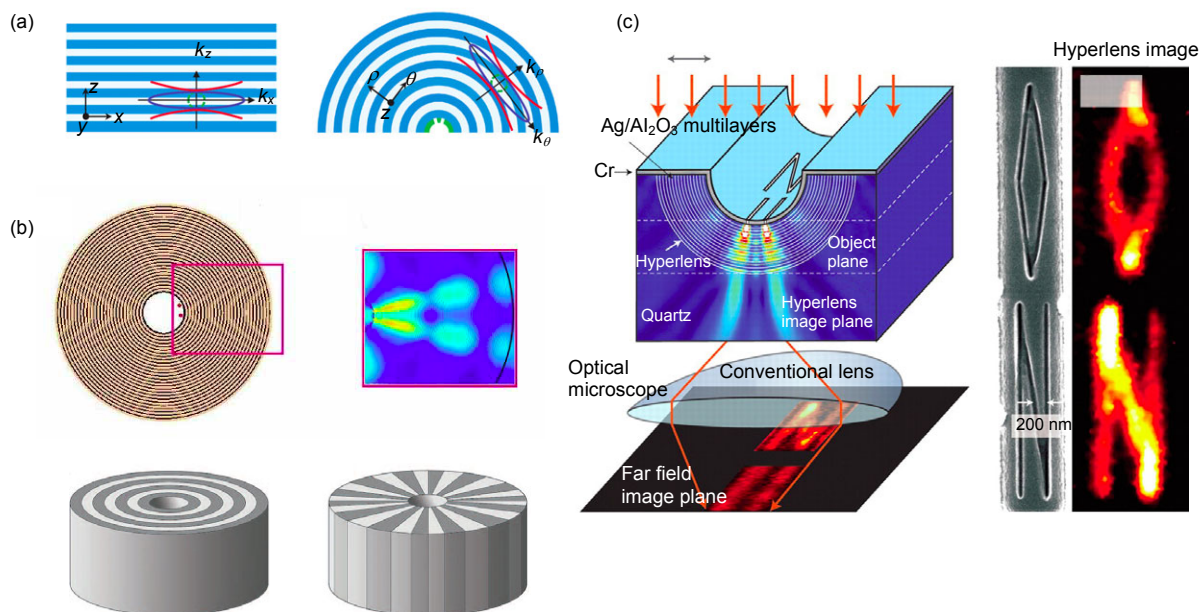 (a)
k_z
k_x
z
y
x
ρ
θ
z
k_ρ
k_θ
(b)
(c)
Ag/Al₂O₃ multilayers
Cr
Hyperlens
Object
plane
Quartz
Hyperlens
image plane
Optical
microscope
Conventional lens
Far field
image plane
Hyperlens image
200 nm